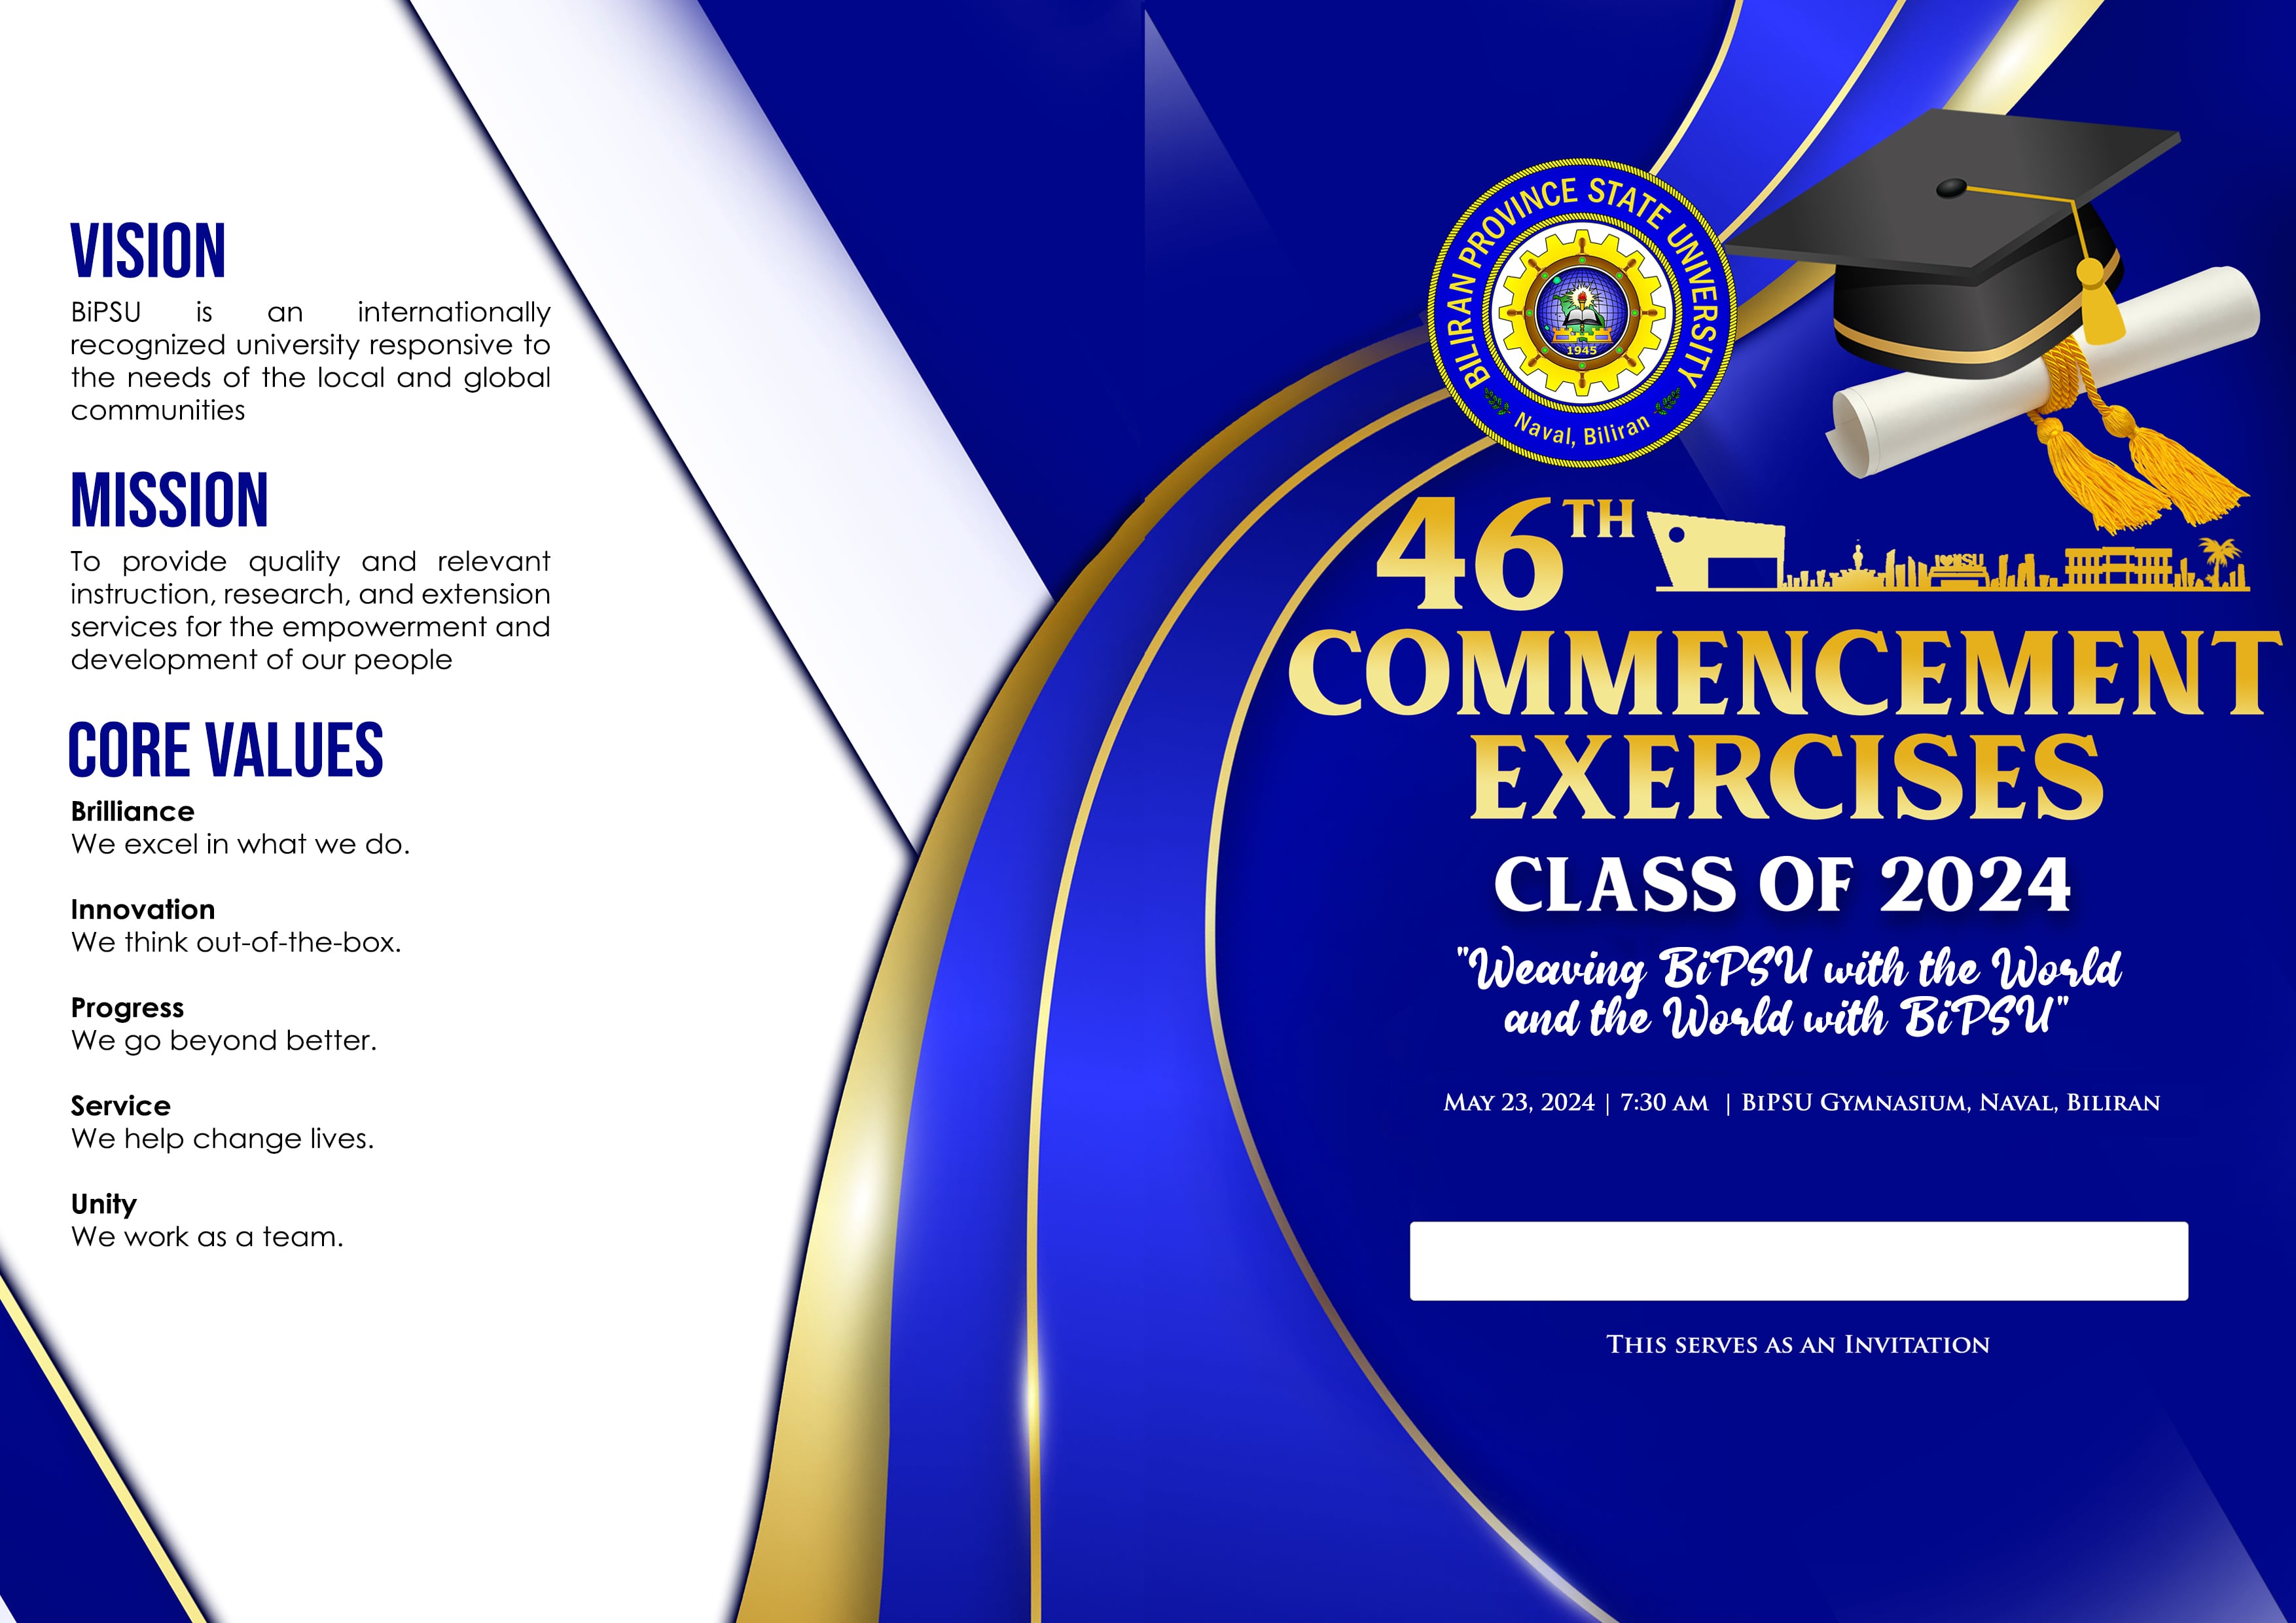 VISION
BiPSU is an internationally
recognized university responsive to
the needs of the local and global
communities
MISSION
To provide quality and relevant
instruction, research, and extension
services for the empowerment and
development of our people
CORE VALUES
Brilliance
We excel in what we do.
Innovation
We think out-of-the-box.
Progress
We go beyond better.
Service
We help change lives.
Unity
We work as a team.
BILIRAN PROVINCE STATE UNIVERSITY
1945
Naval, Biliran
46TH
COMMENCEMENT
EXERCISES
CLASS OF 2024
"Weaving BiPSU with the World
and the World with BiPSU"
May 23, 2024 | 7:30 am | BiPSU Gymnasium, Naval, Biliran
This serves as an Invitation